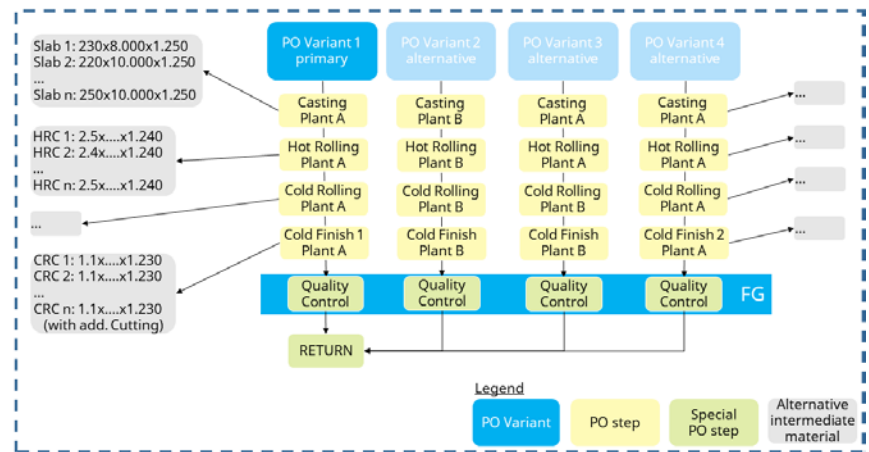 Slab 1: 230x8.000x1.250
Slab 2: 220x10.000x1.250
...
Slab n: 250x10.000x1.250
HRC 1: 2.5x....x1.240
HRC 2: 2.4x....x1.240
...
HRC n: 2.5x....x1.240
...
CRC 1: 1.1x....x1.230
CRC 2: 1.1x....x1.230
...
CRC n: 1.1x....x1.230
(with add. Cutting)
PO Variant 1
primary
Casting
Plant A
Hot Rolling
Plant A
Cold Rolling
Plant A
Cold Finish 1
Plant A
Quality
Control
RETURN
PO Variant 2
alternative
Casting
Plant B
Hot Rolling
Plant B
Cold Rolling
Plant B
Cold Finish
Plant B
Quality
Control
PO Variant 3
alternative
Casting
Plant A
Hot Rolling
Plant A
Cold Rolling
Plant B
Cold Finish
Plant B
Quality
Control
PO Variant 4
alternative
Casting
Plant A
Hot Rolling
Plant A
Cold Rolling
Plant A
Cold Finish 2
Plant A
Quality
Control
FG
...
...
...
...
Legend
PO Variant
PO step
Special
PO step
Alternative
intermediate
material